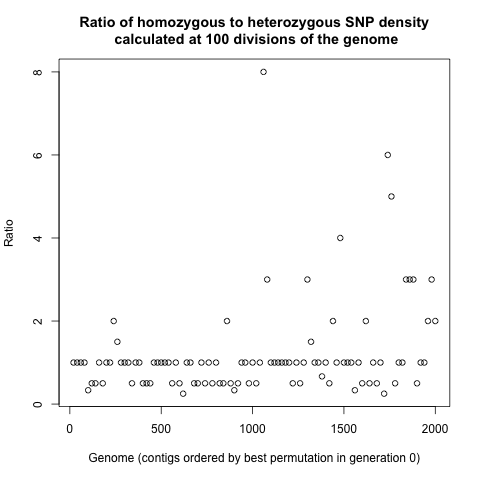 Ratio of homozygous to heterozygous SNP density
calculated at 100 divisions of the genome
Ratio
8
6
4
2
0
0 500 1000 1500 2000
Genome (contigs ordered by best permutation in generation 0)